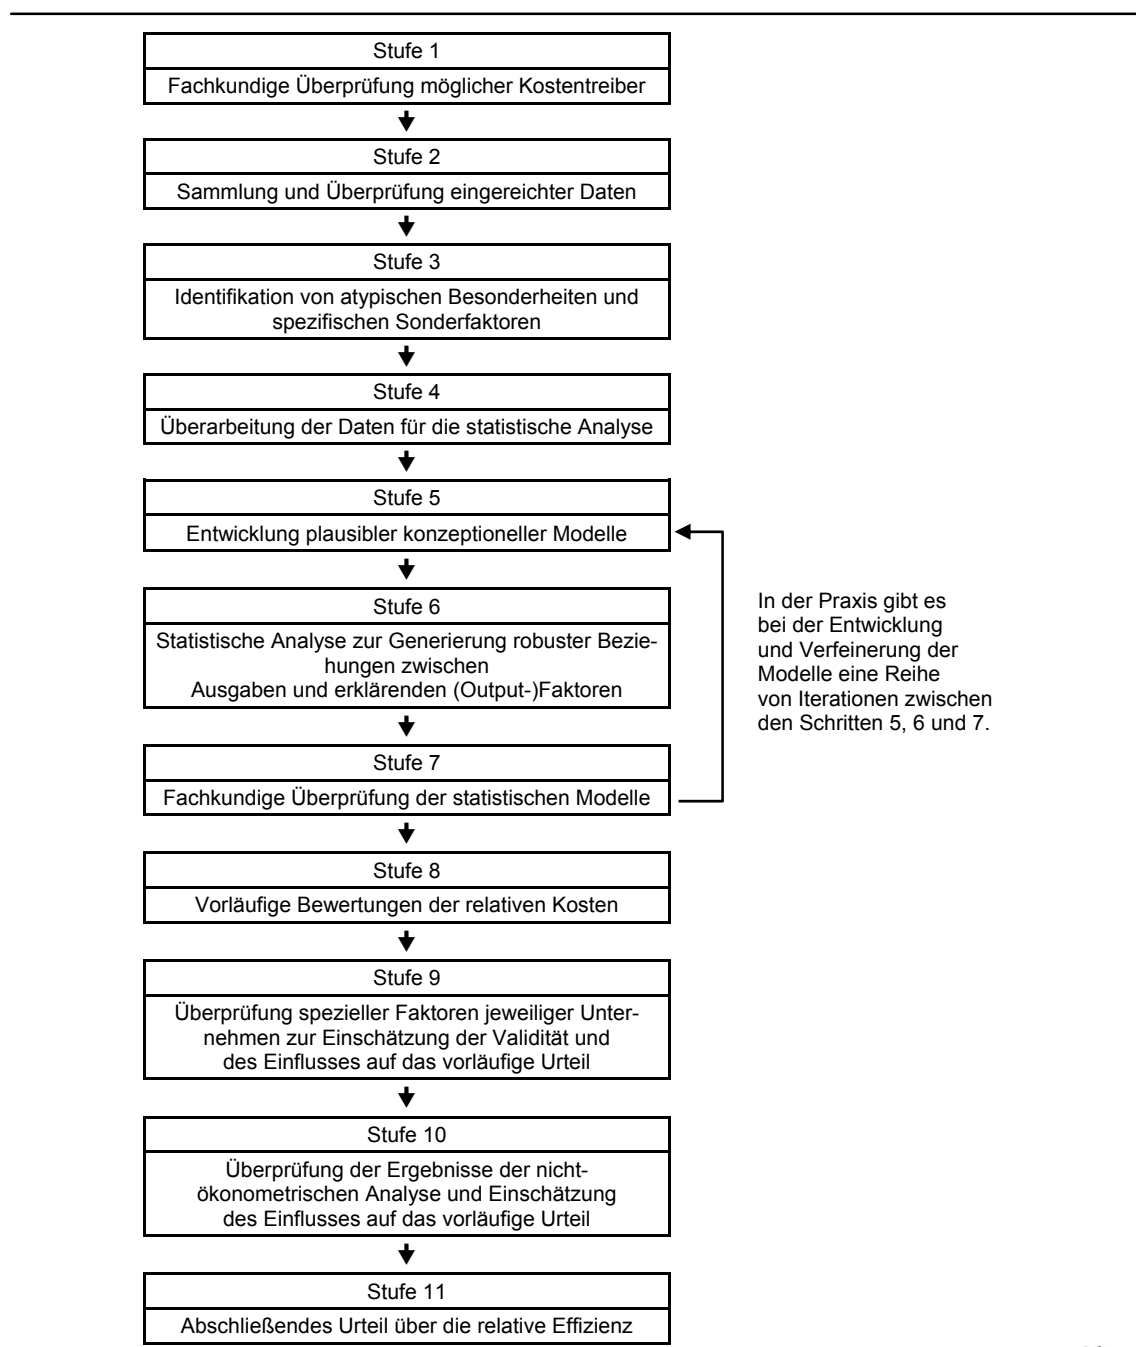 Stufe 1
Fachkundige Überprüfung möglicher Kostentreiber
Stufe 2
Sammlung und Überprüfung eingereichter Daten
Stufe 3
Identifikation von atypischen Besonderheiten und
spezifischen Sonderfaktoren
Stufe 4
Überarbeitung der Daten für die statistische Analyse
Stufe 5
Entwicklung plausibler konzeptioneller Modelle
Stufe 6
Statistische Analyse zur Generierung robuster Bezie-
hungen zwischen
Ausgaben und erklärenden (Output-)Faktoren
In der Praxis gibt es
bei der Entwicklung
und Verfeinerung der
Modelle eine Reihe
von Iterationen zwischen
den Schritten 5, 6 und 7.
Stufe 7
Fachkundige Überprüfung der statistischen Modelle
Stufe 8
Vorläufige Bewertungen der relativen Kosten
Stufe 9
Überprüfung spezieller Faktoren jeweiliger Unter-
nehmen zur Einschätzung der Validität und
des Einflusses auf das vorläufige Urteil
Stufe 10
Überprüfung der Ergebnisse der nicht-
ökonometrischen Analyse und Einschätzung
des Einflusses auf das vorläufige Urteil
Stufe 11
Abschließendes Urteil über die relative Effizienz